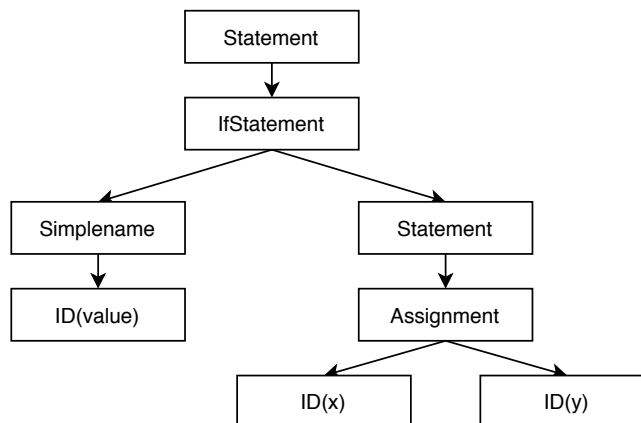 Statement
IfStatement
Simplename
Statement
ID(value)
Assignment
ID(x)
ID(y)